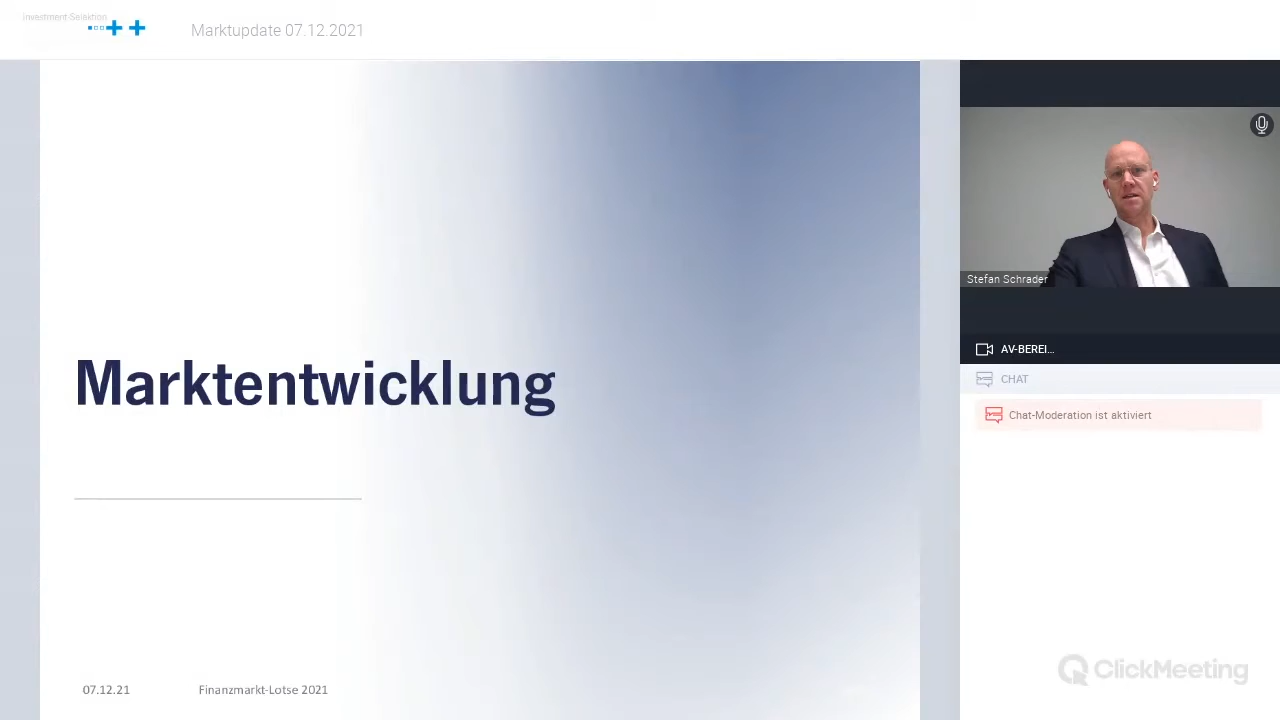 Investment-Selektion
Marktupdate 07.12.2021
Marktentwicklung
07.12.21
Finanzmarkt-Lotse 2021
Stefan Schrader
AV-BEREI...
CHAT
Chat-Moderation ist aktiviert
ClickMeeting